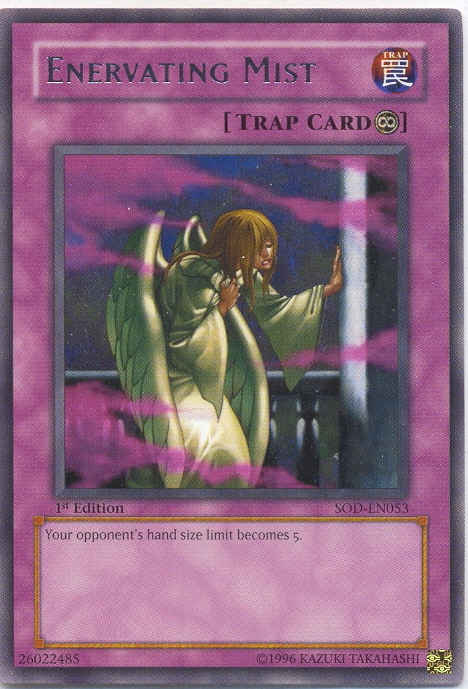 ENERVATING MIST
TRAP
罠
[TRAP CARD∞]
1st Edition
SOD-EN053
Your opponent's hand size limit becomes 5.
26022485
©1996 KAZUKI TAKAHASHI